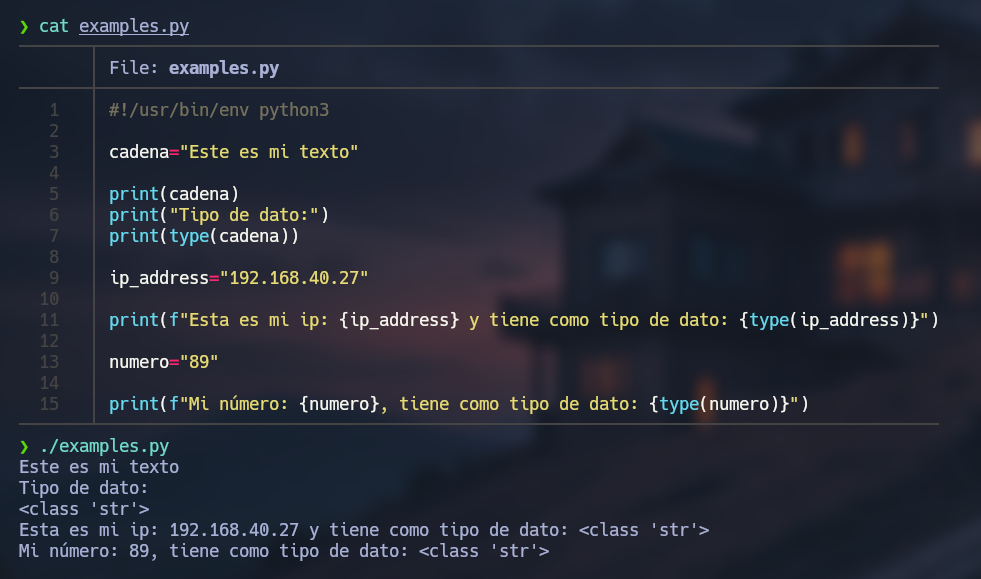 ❯ cat examples.py
File: examples.py
1 #!/usr/bin/env python3
2
3 cadena="Este es mi texto"
4
5 print(cadena)
6 print("Tipo de dato:")
7 print(type(cadena))
8
9 ip_address="192.168.40.27"
10
11 print(f"Esta es mi ip: {ip_address} y tiene como tipo de dato: {type(ip_address)}")
12
13 numero="89"
14
15 print(f"Mi número: {numero}, tiene como tipo de dato: {type(numero)}")
❯ ./examples.py
Este es mi texto
Tipo de dato:
<class 'str'>
Esta es mi ip: 192.168.40.27 y tiene como tipo de dato: <class 'str'>
Mi número: 89, tiene como tipo de dato: <class 'str'>